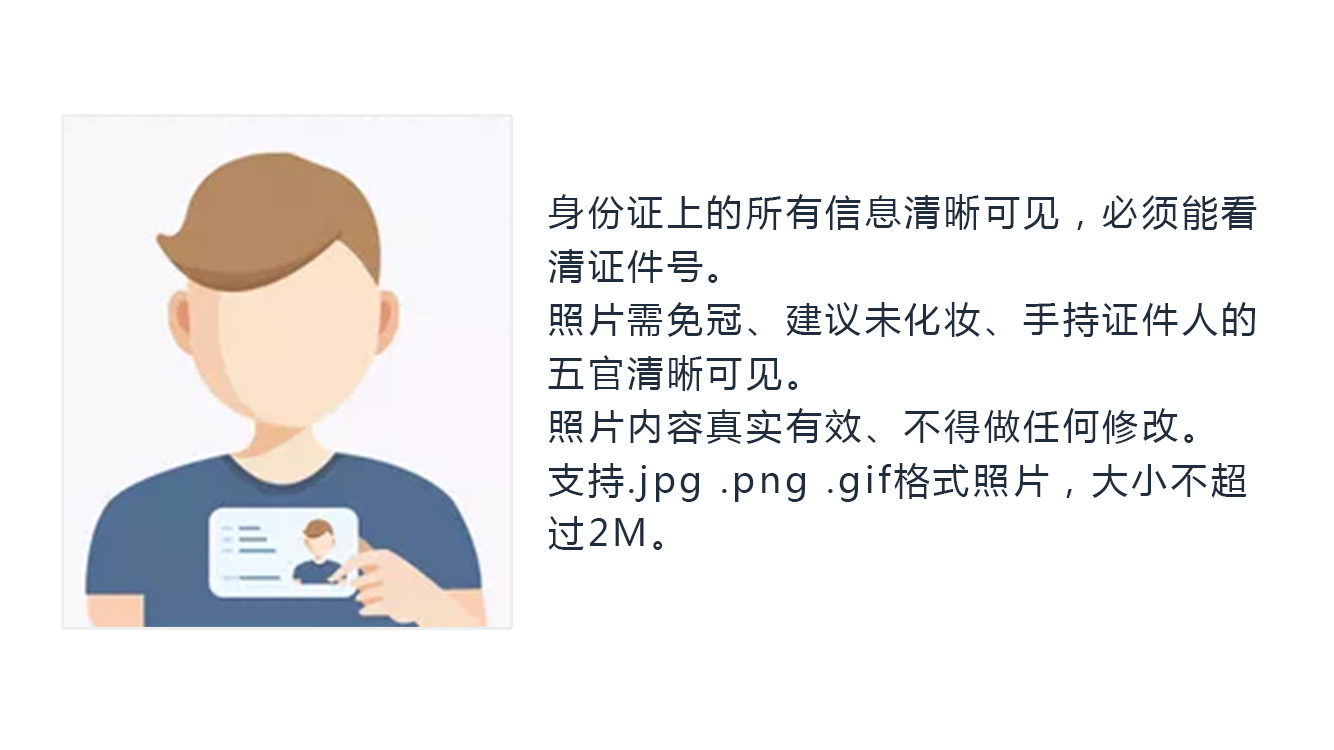 身份证上的所有信息清晰可见，必须能看
清证件号。
照片需免冠、建议未化妆、手持证件人的
五官清晰可见。
照片内容真实有效、不得做任何修改。
支持.jpg .png .gif格式照片，大小不超
过2M。